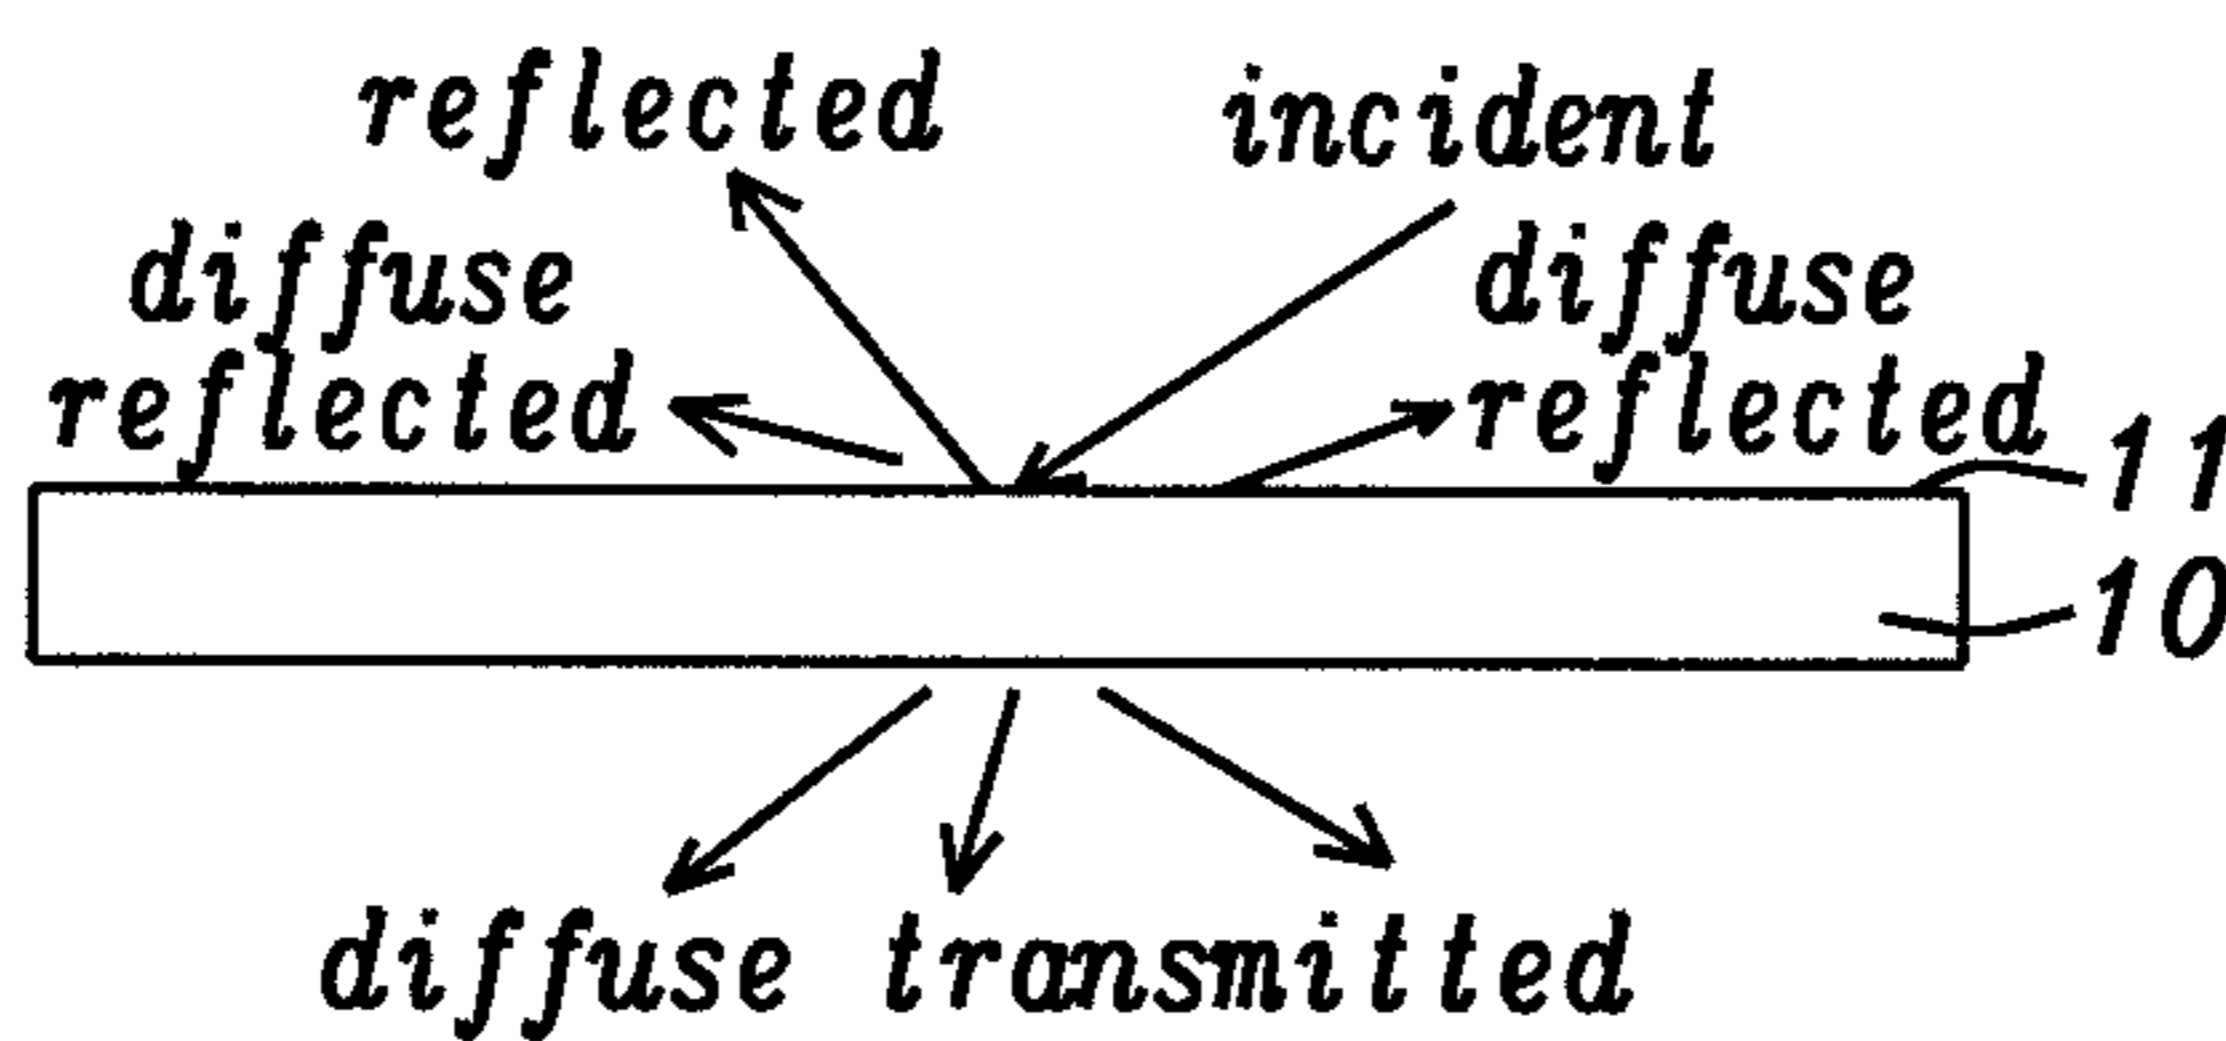 reflected
incident
diffuse
reflected
diffuse
reflected
11
10
diffuse transmitted